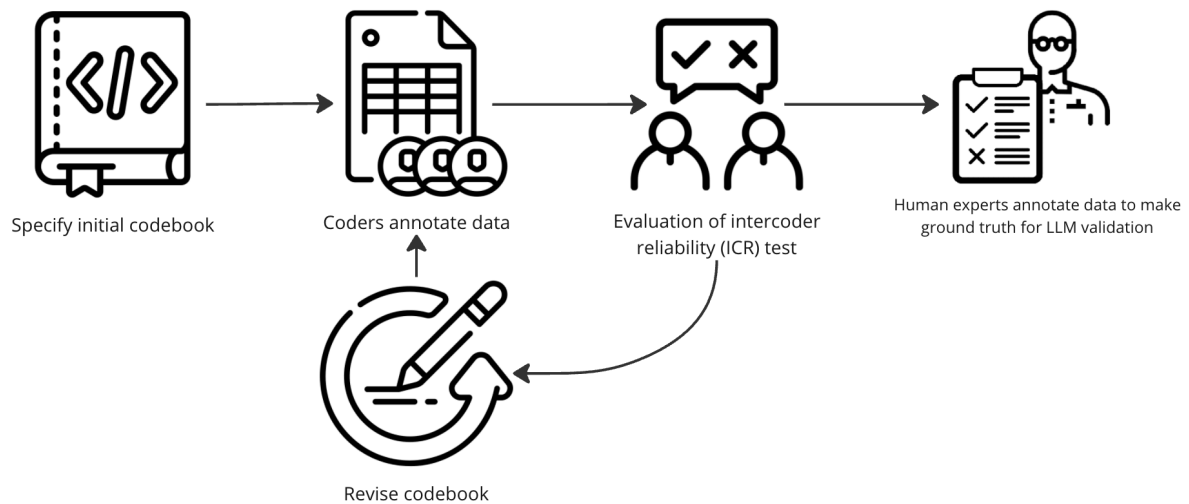 Specify initial codebook
Coders annotate data
Evaluation of intercoder
reliability (ICR) test
Human experts annotate data to make
ground truth for LLM validation
Revise codebook